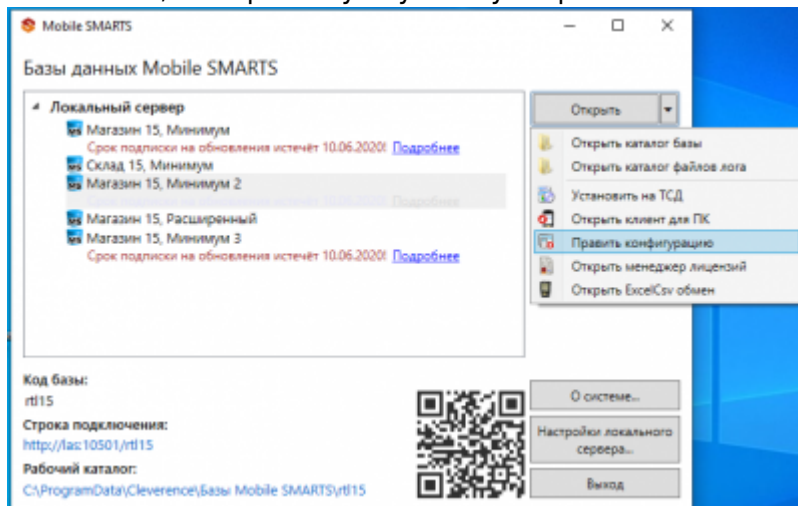 Mobile SMARTS
Базы данных Mobile SMARTS
Локальный сервер
Магазин 15, Минимум
Срок подписки на обновления истечёт 10.06.2020! Подробнее
Склад 15, Минимум
Магазин 15, Минимум 2
Подробнее
Магазин 15, Расширенный
Магазин 15, Минимум 3
Срок подписки на обновления истечёт 10.06.2020! Подробнее
Открыть
Открыть каталог базы
Открыть каталог файлов лога
Установить на ТСД
Открыть клиент для ПК
Править конфигурацию
Открыть менеджер лицензий
Открыть ExcelCsv обмен
Код базы:
rtl15
Строка подключения:
http://las:10501/rtl15
Рабочий каталог:
C:\ProgramData\Cleverence\Базы Mobile SMARTS\rtl15
О системе...
Настройки локального
сервера...
Выход